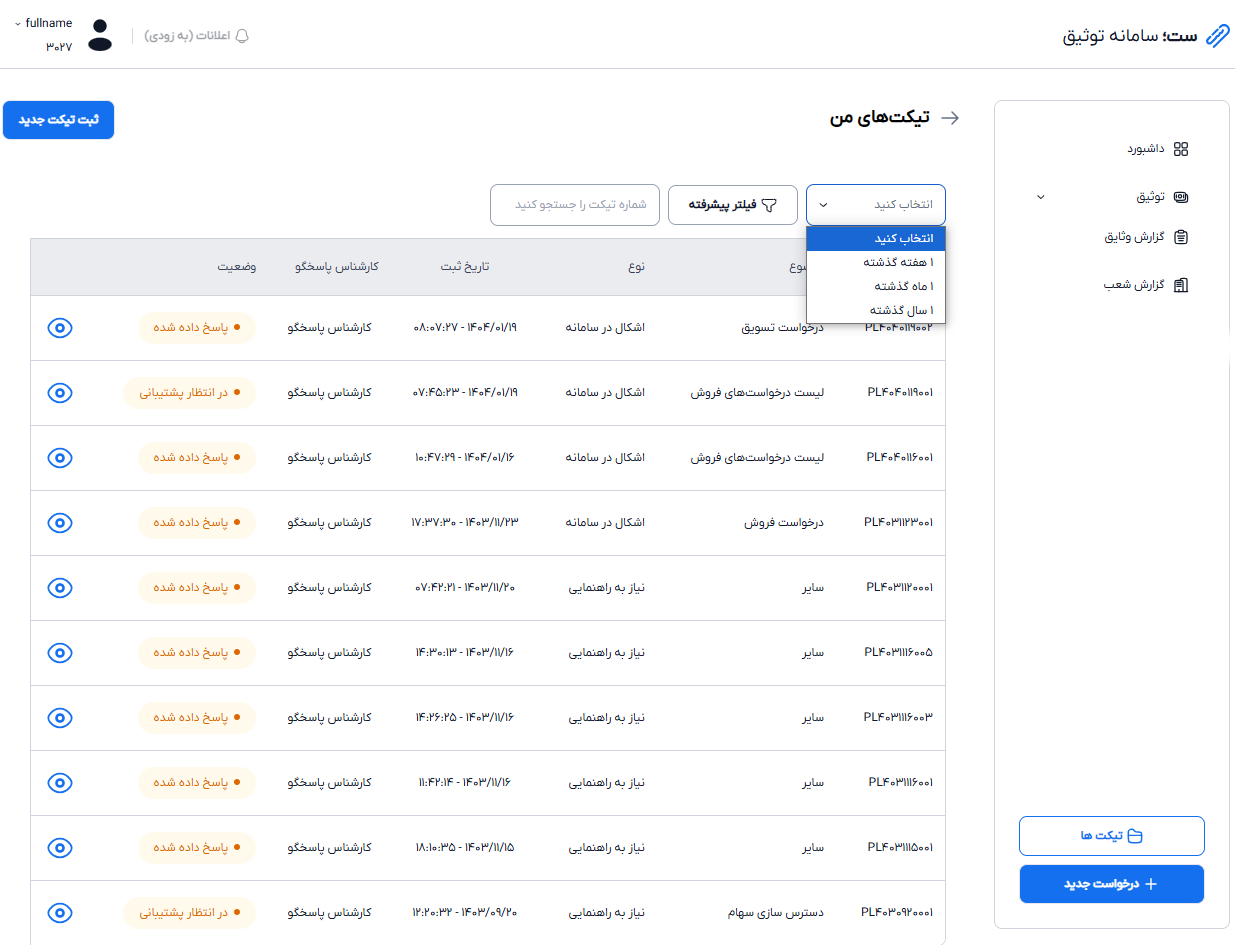 ست؛ سامانه توثیق
اعلانات (به زودی)
fullname
۳۰۲۷
داشبورد
توثیق
گزارش وثایق
گزارش شعب
تیکت ها
درخواست جدید
تیکت‌های من
ثبت تیکت جدید
انتخاب کنید
فیلتر پیشرفته
شماره تیکت را جستجو کنید
انتخاب کنید
۱ هفته گذشته
۱ ماه گذشته
۱ سال گذشته
نوع تاریخ ثبت کارشناس پاسخگو وضعیت
PL۴۰۴۰۱۱۹۰۰۲ درخواست تسویق اشکال در سامانه ۱۴۰۴/۰۱/۱۹ - ۰۸:۰۷:۲۷ کارشناس پاسخگو پاسخ داده شده
PL۴۰۴۰۱۱۹۰۰۱ لیست درخواست‌های فروش اشکال در سامانه ۱۴۰۴/۰۱/۱۹ - ۰۷:۴۵:۲۳ کارشناس پاسخگو در انتظار پشتیبانی
PL۴۰۴۰۱۱۶۰۰۱ لیست درخواست‌های فروش اشکال در سامانه ۱۴۰۴/۰۱/۱۶ - ۱۰:۴۷:۲۹ کارشناس پاسخگو پاسخ داده شده
PL۴۰۳۱۱۲۳۰۰۱ درخواست فروش اشکال در سامانه ۱۴۰۳/۱۱/۲۳ - ۱۷:۳۷:۳۰ کارشناس پاسخگو پاسخ داده شده
PL۴۰۳۱۱۲۰۰۰۱ سایر نیاز به راهنمایی ۱۴۰۳/۱۱/۲۰ - ۰۷:۴۲:۲۱ کارشناس پاسخگو پاسخ داده شده
PL۴۰۳۱۱۱۶۰۰۵ سایر نیاز به راهنمایی ۱۴۰۳/۱۱/۱۶ - ۱۴:۳۰:۱۳ کارشناس پاسخگو پاسخ داده شده
PL۴۰۳۱۱۱۶۰۰۳ سایر نیاز به راهنمایی ۱۴۰۳/۱۱/۱۶ - ۱۴:۲۶:۲۵ کارشناس پاسخگو پاسخ داده شده
PL۴۰۳۱۱۱۶۰۰۱ سایر نیاز به راهنمایی ۱۴۰۳/۱۱/۱۶ - ۱۱:۴۲:۱۴ کارشناس پاسخگو پاسخ داده شده
PL۴۰۳۱۱۱۵۰۰۱ سایر نیاز به راهنمایی ۱۴۰۳/۱۱/۱۵ - ۱۸:۱۰:۳۵ کارشناس پاسخگو پاسخ داده شده
PL۴۰۳۰۹۲۰۰۰۱ دسترس سازی سهام نیاز به راهنمایی ۱۴۰۳/۰۹/۲۰ - ۱۲:۲۰:۳۲ کارشناس پاسخگو در انتظار پشتیبانی